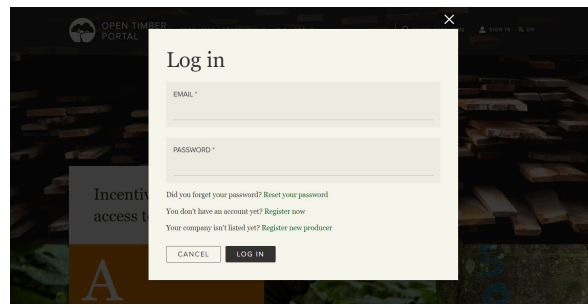 OPEN TIMBER
PORTAL
SIGN IN
EN
Log in
EMAIL *
PASSWORD *
Did you forget your password? Reset your password
You don't have an account yet? Register now
Your company isn't listed yet? Register new producer
CANCEL
LOG IN
access
A